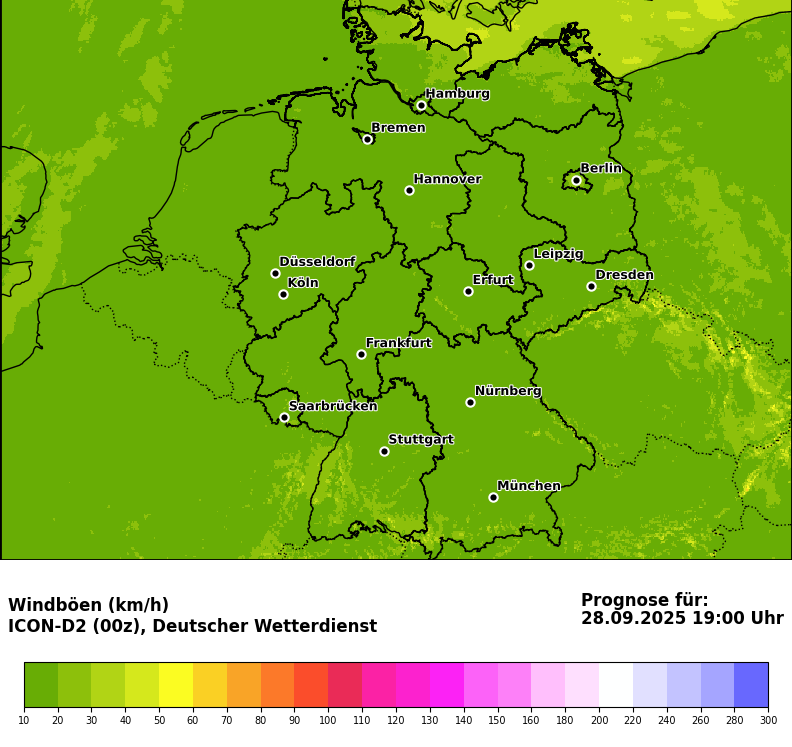 Hamburg
Bremen
Berlin
Hannover
Leipzig
Düsseldorf
Dresden
Köln
Erfurt
Frankfurt
Nürnberg
Saarbrücken
Stuttgart
München
Windböen (km/h)
ICON-D2 (00z), Deutscher Wetterdienst
Prognose für:
28.09.2025 19:00 Uhr
10 20 30 40 50 60 70 80 90 100 110 120 130 140 150 160 180 200 220 240 260 280 300